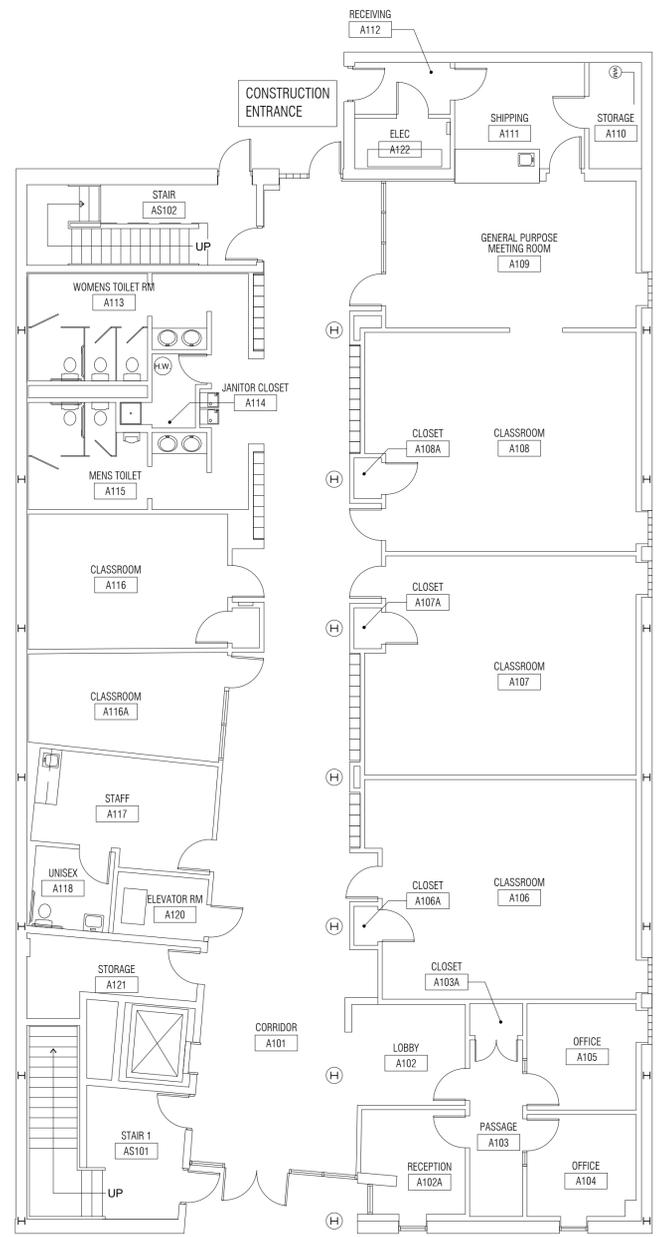 RECEIVING
A112
CONSTRUCTION
ENTRANCE
HW
ELEC
A122
SHIPPING
A111
STORAGE
A110
STAIR
AS102
UP
GENERAL PURPOSE
MEETING ROOM
A109
WOMENS TOILET RM
A113
H
H
H
H.W.
JANITOR CLOSET
A114
CLOSET
A108A
CLASSROOM
A108
MENS TOILET
A115
H
H
H
CLASSROOM
A116
CLOSET
A107A
H
H
H
CLASSROOM
A107
CLASSROOM
A116A
H
H
H
STAFF
A117
UNISEX
A118
ELEVATOR RM
A120
CLOSET
A106A
CLASSROOM
A106
H
H
H
STORAGE
A121
CLOSET
A103A
CORRIDOR
A101
LOBBY
A102
OFFICE
A105
H
H
H
STAIR 1
AS101
PASSAGE
A103
RECEPTION
A102A
OFFICE
A104
UP
H
H
H